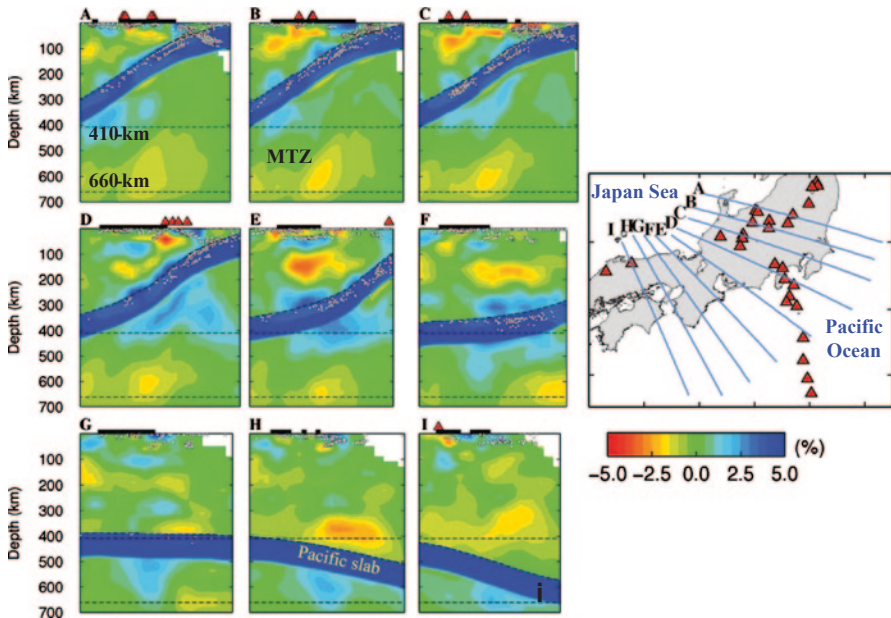 A B C
100
200
300
400
500
600
700
Depth (km)
410-km
660-km
MTZ
D E F
100
200
300
400
500
600
700
Depth (km)
G H I
100
200
300
400
500
600
700
Depth (km)
Pacific slab
i
Japan Sea
A
B
C
D
I H G F E
Pacific
Ocean
(%)
−5.0 −2.5 0.0 2.5 5.0